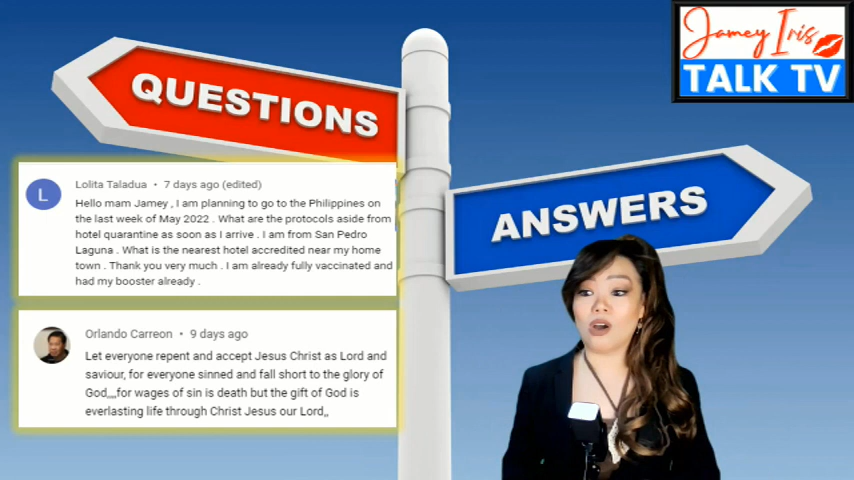 Jamey Iris
TALK TV
QUESTIONS
ANSWERS
L
Lolita Taladua • 7 days ago (edited)
Hello mam Jamey , I am planning to go to the Philippines on
the last week of May 2022 . What are the protocols aside from
hotel quarantine as soon as I arrive . I am from San Pedro
Laguna . What is the nearest hotel accredited near my home
town . Thank you very much . I am already fully vaccinated and
had my booster already .
Orlando Carreon • 9 days ago
Let everyone repent and accept Jesus Christ as Lord and
saviour, for everyone sinned and fall short to the glory of
God,,,,for wages of sin is death but the gift of God is
everlasting life through Christ Jesus our Lord,,